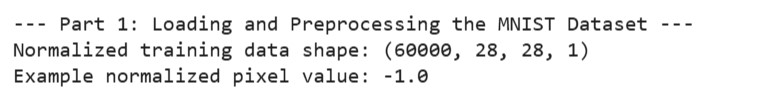 --- Part 1: Loading and Preprocessing the MNIST Dataset ---
Normalized training data shape: (60000, 28, 28, 1)
Example normalized pixel value: -1.0